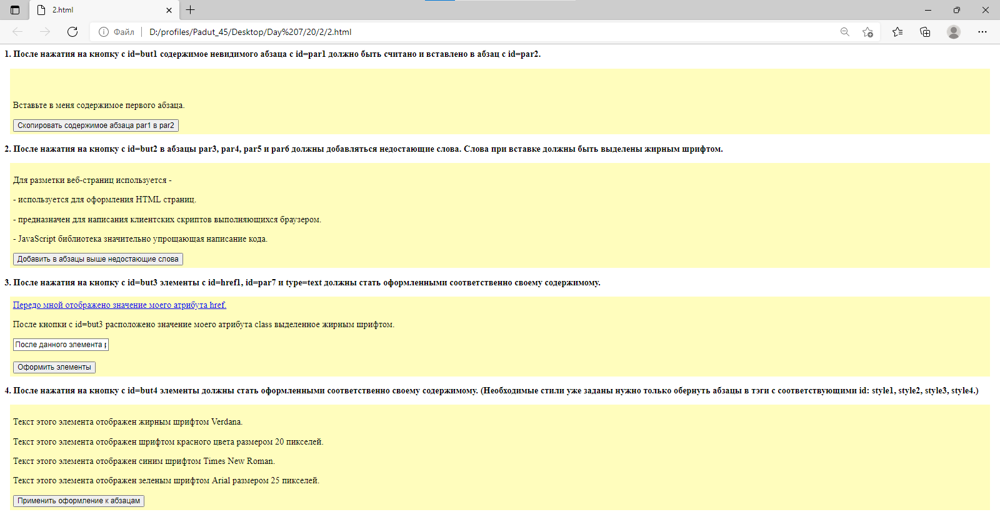 2.html
Файл
D:/profiles/Padut_45/Desktop/Day%207/20/2/2.html
1. После нажатия на кнопку с id=but1 содержимое невидимого абзаца с id=par1 должно быть считано и вставлено в абзац с id=par2.
Вставьте в меня содержимое первого абзаца.
Скопировать содержимое абзаца par1 в par2
2. После нажатия на кнопку с id=but2 в абзацы par3, par4, par5 и par6 должны добавляться недостающие слова. Слова при вставке должны быть выделены жирным шрифтом.
Для разметки веб-страниц используется -
- используется для оформления HTML страниц.
- предназначен для написания клиентских скриптов выполняющихся браузером.
- JavaScript библиотека значительно упрощающая написание кода.
Добавить в абзацы выше недостающие слова
3. После нажатия на кнопку с id=but3 элементы с id=href1, id=par7 и type=text должны стать оформленными соответственно своему содержимому.
Передо мной отображено значение моего атрибута href.
После кнопки с id=but3 расположено значение моего атрибута class выделенное жирным шрифтом.
После данного элемента
Оформить элементы
4. После нажатия на кнопку с id=but4 элементы должны стать оформленными соответственно своему содержимому. (Необходимые стили уже заданы нужно только обернуть абзацы в тэги с соответствующими id: style1, style2, style3, style4.)
Текст этого элемента отображен жирным шрифтом Verdana.
Текст этого элемента отображен шрифтом красного цвета размером 20 пикселей.
Текст этого элемента отображен синим шрифтом Times New Roman.
Текст этого элемента отображен зеленым шрифтом Arial размером 25 пикселей.
Применить оформление к абзацам